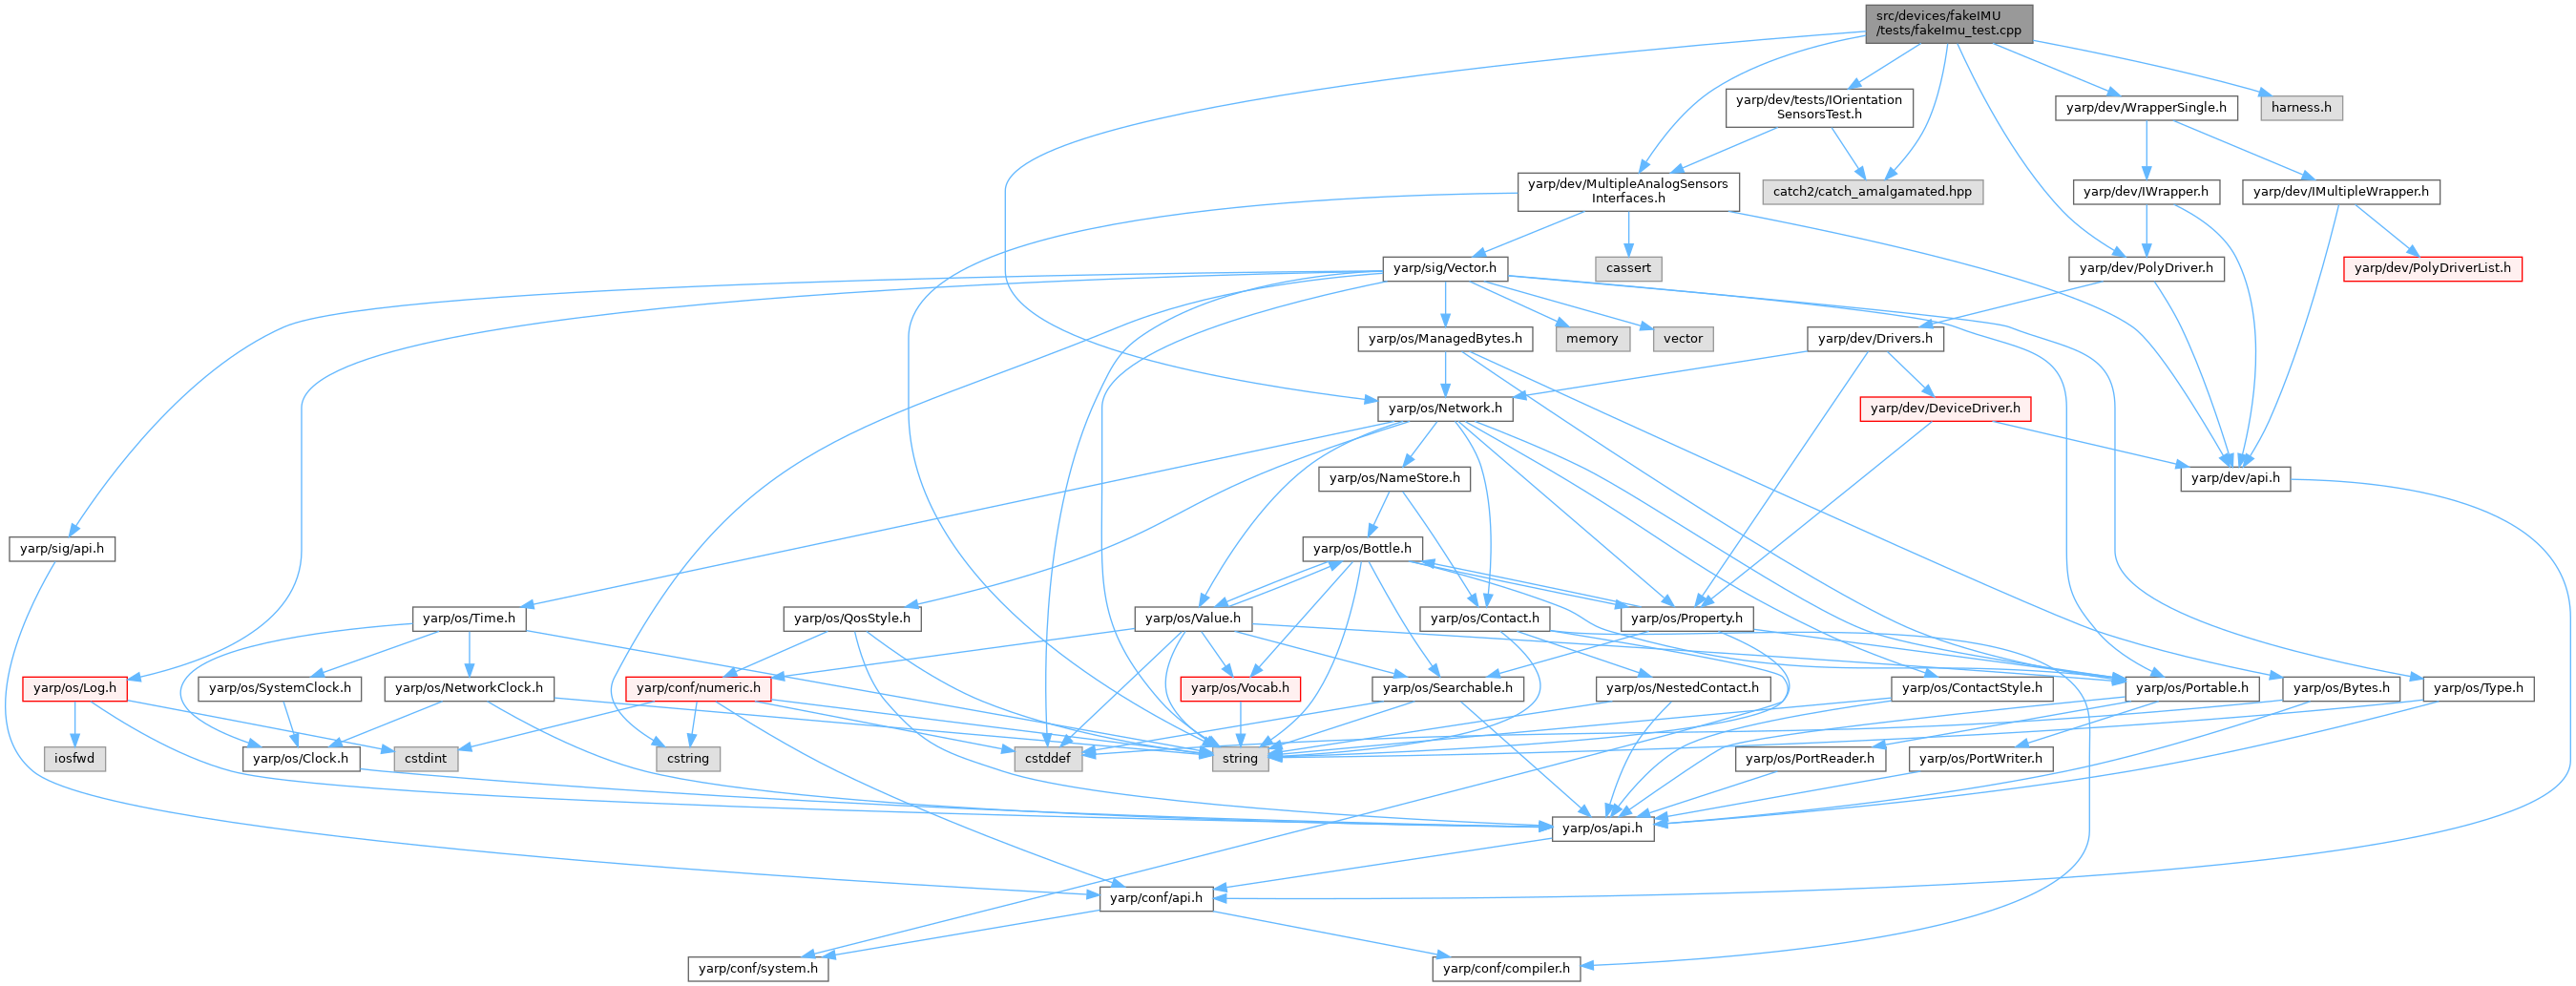 src/devices/fakeIMU
/tests/fakeImu_test.cpp
yarp/dev/tests/IOrientation
SensorsTest.h
yarp/dev/WrapperSingle.h
harness.h
yarp/dev/MultipleAnalogSensors
Interfaces.h
catch2/catch_amalgamated.hpp
yarp/dev/IWrapper.h
yarp/dev/IMultipleWrapper.h
yarp/sig/Vector.h
cassert
yarp/dev/PolyDriver.h
yarp/dev/PolyDriverList.h
yarp/os/ManagedBytes.h
memory
vector
yarp/dev/Drivers.h
yarp/os/Network.h
yarp/dev/DeviceDriver.h
yarp/os/NameStore.h
yarp/dev/api.h
yarp/sig/api.h
yarp/os/Bottle.h
yarp/os/Time.h
yarp/os/QosStyle.h
yarp/os/Value.h
yarp/os/Contact.h
yarp/os/Property.h
yarp/os/Log.h
yarp/os/SystemClock.h
yarp/os/NetworkClock.h
yarp/conf/numeric.h
yarp/os/Vocab.h
yarp/os/Searchable.h
yarp/os/NestedContact.h
yarp/os/ContactStyle.h
yarp/os/Portable.h
yarp/os/Bytes.h
yarp/os/Type.h
iosfwd
yarp/os/Clock.h
cstdint
cstring
cstddef
string
yarp/os/PortReader.h
yarp/os/PortWriter.h
yarp/os/api.h
yarp/conf/api.h
yarp/conf/system.h
yarp/conf/compiler.h